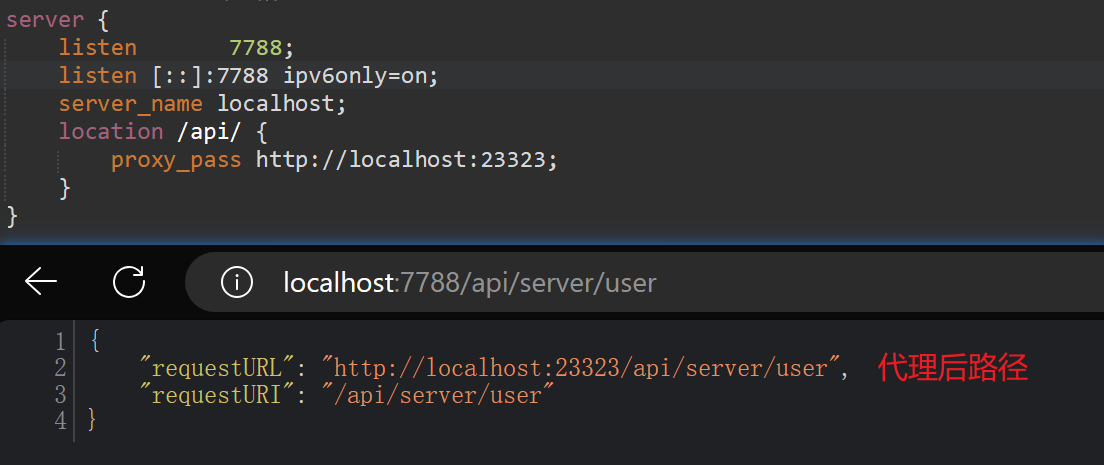 server {
    listen       7788;
    listen [::]:7788 ipv6only=on;
    server_name localhost;
    location /api/ {
        proxy_pass http://localhost:23323;
    }
}
localhost:7788/api/server/user
1 {
2     "requestURL": "http://localhost:23323/api/server/user", 代理后路径
3     "requestURI": "/api/server/user"
4 }